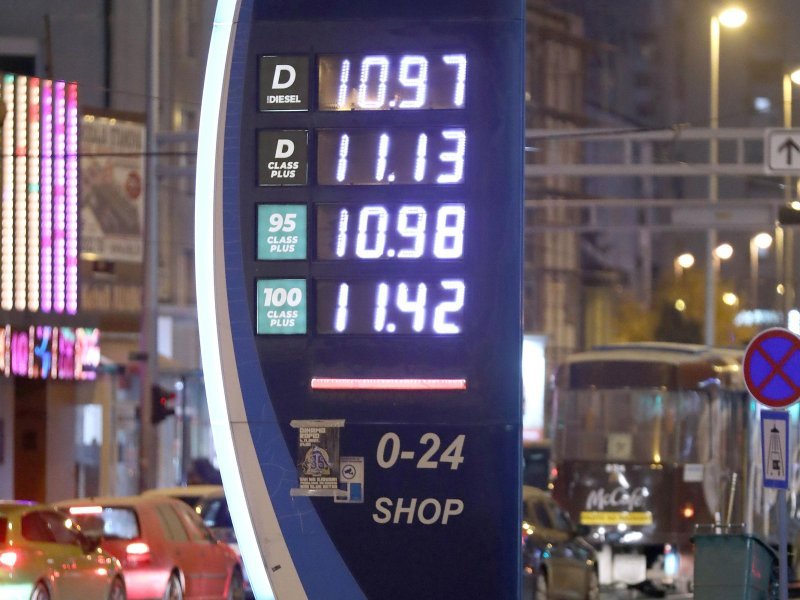 D
DIESEL
10.97
D
CLASS
PLUS
11.13
95
CLASS
PLUS
10.98
100
CLASS
PLUS
11.42
0-24
SHOP
McCafé